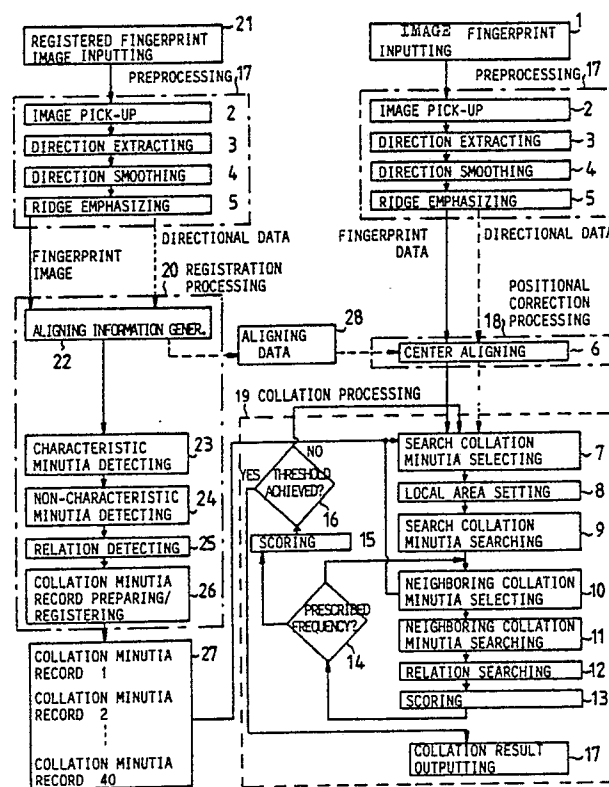 21
REGISTERED FINGERPRINT
IMAGE INPUTTING
PREPROCESSING 17
IMAGE PICK-UP 2
DIRECTION EXTRACTING 3
DIRECTION SMOOTHING 4
RIDGE EMPHASIZING 5
FINGERPRINT
IMAGE
DIRECTIONAL DATA
20 REGISTRATION
PROCESSING
ALIGNING INFORMATION GENER.
22
ALIGNING
DATA
28
CHARACTERISTIC
MINUTIA DETECTING
23
NON-CHARACTERISTIC
MINUTIA DETECTING
24
RELATION DETECTING
25
COLLATION MINUTIA
RECORD PREPARING/
REGISTERING
26
27
COLLATION MINUTIA
RECORD 1
COLLATION MINUTIA
RECORD 2
COLLATION MINUTIA
RECORD 40
1
IMAGE FINGERPRINT
INPUTTING
PREPROCESSING 17
IMAGE PICK-UP 2
DIRECTION EXTRACTING 3
DIRECTION SMOOTHING 4
RIDGE EMPHASIZING 5
FINGERPRINT
DATA
DIRECTIONAL DATA
POSITIONAL
CORRECTION
PROCESSING
18
CENTER ALIGNING
6
19 COLLATION PROCESSING
SEARCH COLLATION
MINUTIA SELECTING
7
LOCAL AREA SETTING
8
SEARCH COLLATION
MINUTIA SEARCHING
9
NEIGHBORING COLLATION
MINUTIA SELECTING
10
NEIGHBORING COLLATION
MINUTIA SEARCHING
11
RELATION SEARCHING
12
SCORING
13
PRESCRIBED
FREQUENCY?
14
SCORING
15
NO
YES
THRESHOLD
ACHIEVED?
16
COLLATION RESULT
OUTPUTTING
17